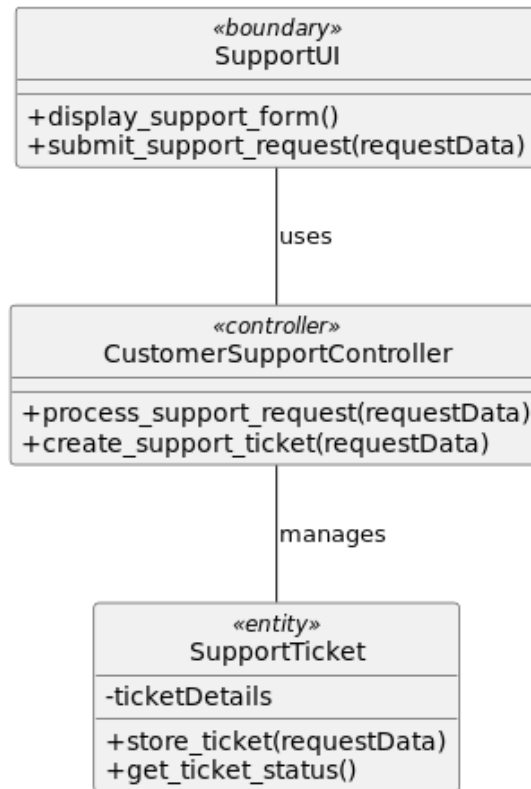 «boundary»
SupportUI
+display_support_form()
+submit_support_request(requestData)
uses
«controller»
CustomerSupportController
+process_support_request(requestData)
+create_support_ticket(requestData)
manages
«entity»
SupportTicket
-ticketDetails
+store_ticket(requestData)
+get_ticket_status()